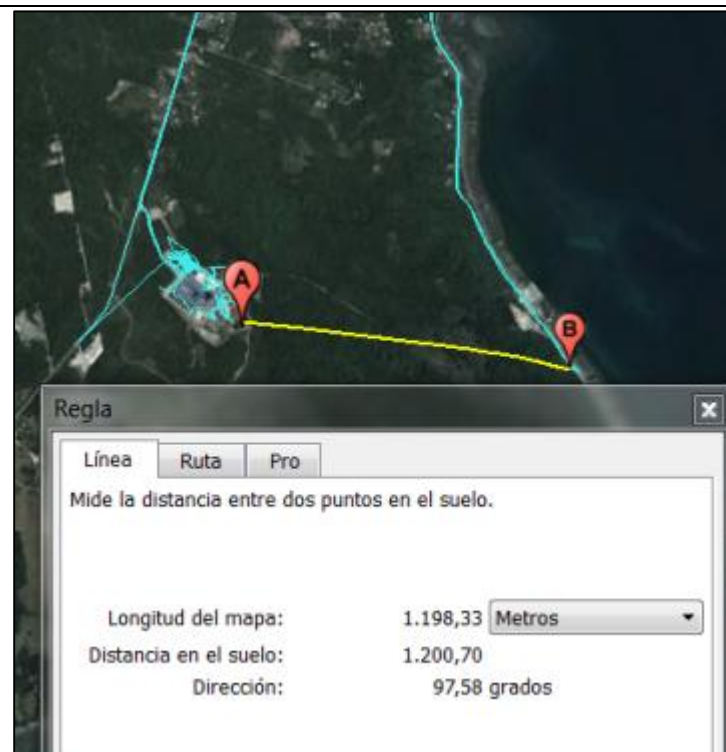 A
B
Regla
Línea Ruta Pro
Mide la distancia entre dos puntos en el suelo.
Longitud del mapa: 1.198,33 Metros
Distancia en el suelo: 1.200,70
Dirección: 97,58 grados